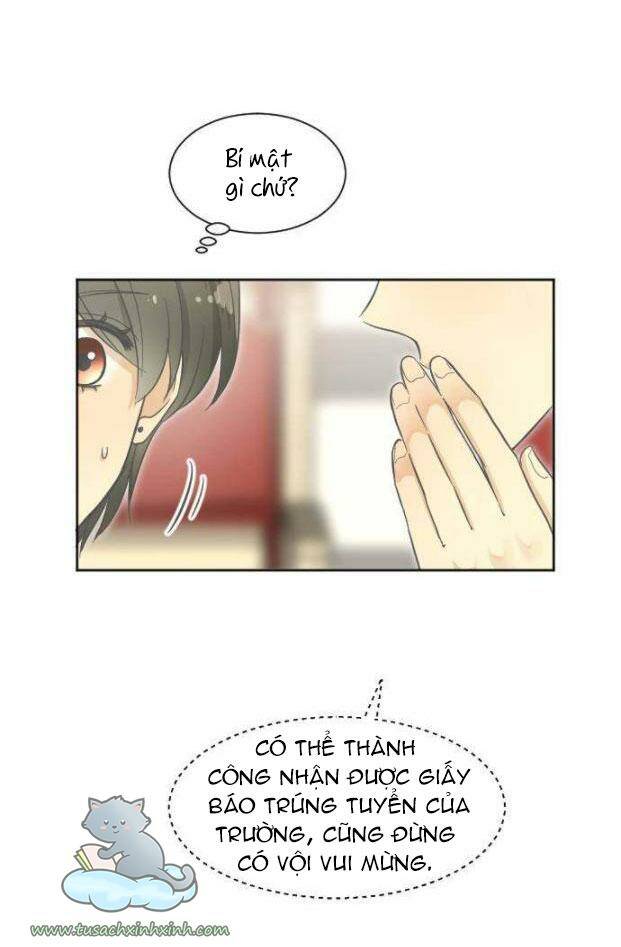 Bí mật
gì chứ?
CÓ THỂ THÀNH
CÔNG NHẬN ĐƯỢC GIẤY
BÁO TRÚNG TUYỂN CỦA
TRƯỜNG, CŨNG ĐỪNG
CÓ VỘI VUI MỪNG.
www.tusachxinhxinh.com